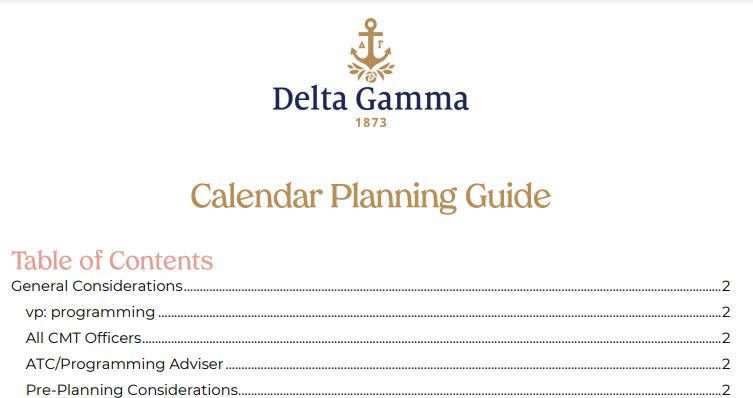 Δ Γ
Delta Gamma
1873
Calendar Planning Guide
Table of Contents
General Considerations....................2
vp: programming....................2
All CMT Officers....................2
ATC/Programming Adviser....................2
Pre-Planning Considerations....................2